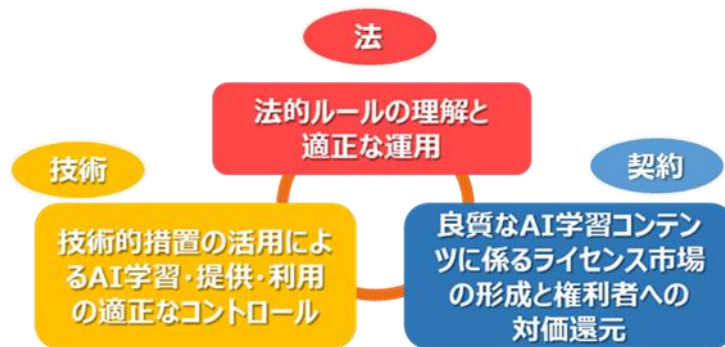 法
法的ルールの理解と
適正な運用
技術
契約
技術的措置の活用によ
るAI学習・提供・利用
の適正なコントロール
良質なAI学習コンテン
ツに係るライセンス市場
の形成と権利者への
対価還元